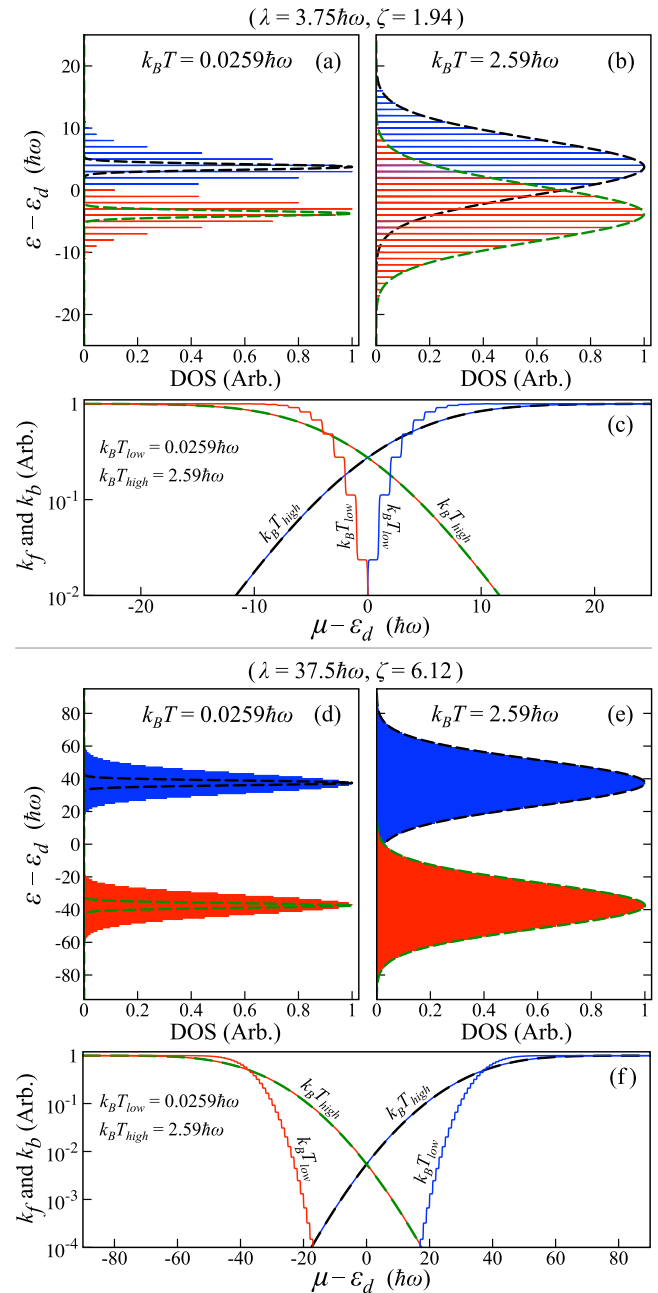 ( λ = 3.75ħω, ζ = 1.94 )
k_BT = 0.0259ħω (a)
k_BT = 2.59ħω (b)
20
10
0
-10
-20
ε − ε_d (ħω)
0 0.2 0.4 0.6 0.8 1
0 0.2 0.4 0.6 0.8 1
DOS (Arb.) DOS (Arb.)
1
10^-1
10^-2
k_f and k_b (Arb.)
(c)
k_BT_low = 0.0259ħω
k_BT_high = 2.59ħω
k_BT_high
k_BT_low
k_BT_low
k_BT_high
-20 -10 0 10 20
μ − ε_d (ħω)
( λ = 37.5ħω, ζ = 6.12 )
k_BT = 0.0259ħω (d)
k_BT = 2.59ħω (e)
80
60
40
20
0
-20
-40
-60
-80
ε − ε_d (ħω)
0 0.2 0.4 0.6 0.8 1
0 0.2 0.4 0.6 0.8 1
DOS (Arb.) DOS (Arb.)
1
10^-1
10^-2
10^-3
10^-4
k_f and k_b (Arb.)
(f)
k_BT_low = 0.0259ħω
k_BT_high = 2.59ħω
k_BT_high
k_BT_high
k_BT_low
k_BT_low
-80 -60 -40 -20 0 20 40 60 80
μ − ε_d (ħω)